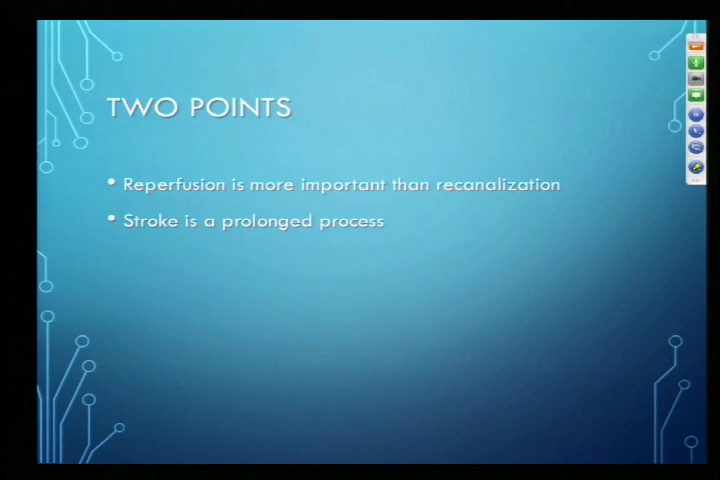 TWO POINTS
• Reperfusion is more important than recanalization
• Stroke is a prolonged process